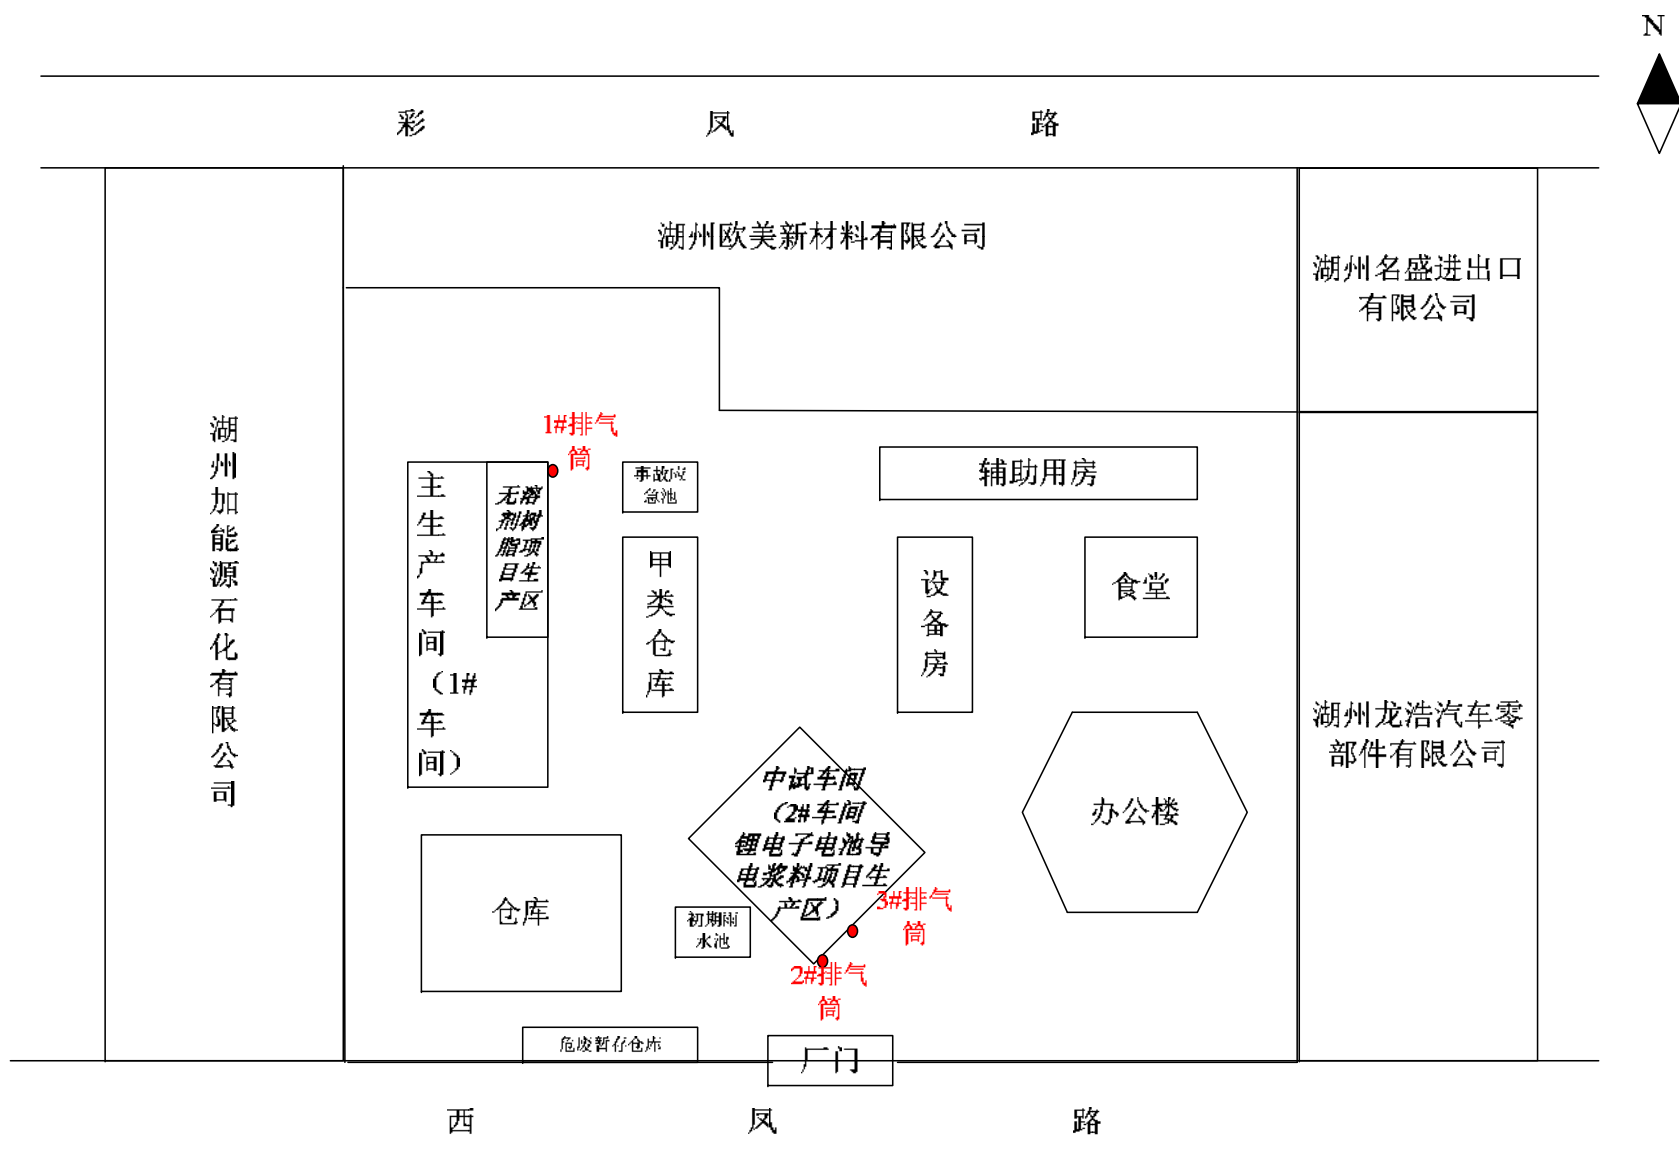 N
彩凤路
湖州欧美新材料有限公司
湖州名盛进出口
有限公司
湖州加能源石化有限公司
1#排气
筒
主生产车间（1#车间）
无溶
剂树
脂项
目生
产区
事故应
急池
甲类仓库
辅助用房
设备房
食堂
湖州龙浩汽车零
部件有限公司
中试车间
（2#车间
锂电子电池导
电浆料项目生
产区）
办公楼
仓库
初期雨
水池
3#排气
筒
2#排气
筒
危废暂存仓库
厂门
西凤路